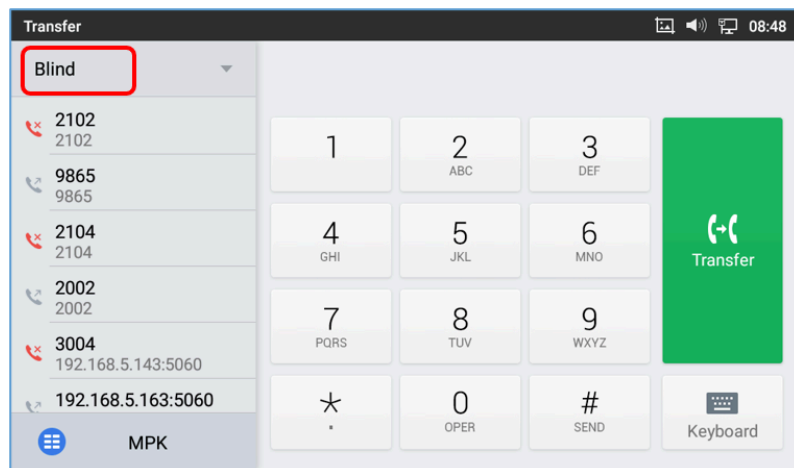 Transfer 08:48
Blind
2102
2102
9865
9865
2104
2104
2002
2002
3004
192.168.5.143:5060
192.168.5.163:5060
MPK
1 2 3
ABC DEF
4 5 6
GHI JKL MNO
Transfer
7 8 9
PQRS TUV WXYZ
* 0 #
. OPER SEND
Keyboard